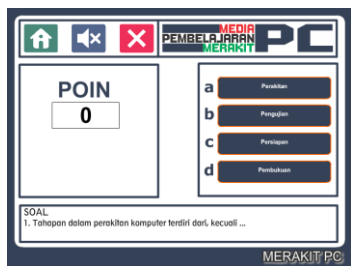 MEDIA
PEMBELAJARAN
MERAKIT
PC
POIN
0
a Perakitan
b Pengujian
c Persiapan
d Pembukuan
SOAL
1. Tahapan dalam perakitan komputer terdiri dari, kecuali ...
MERAKIT PC